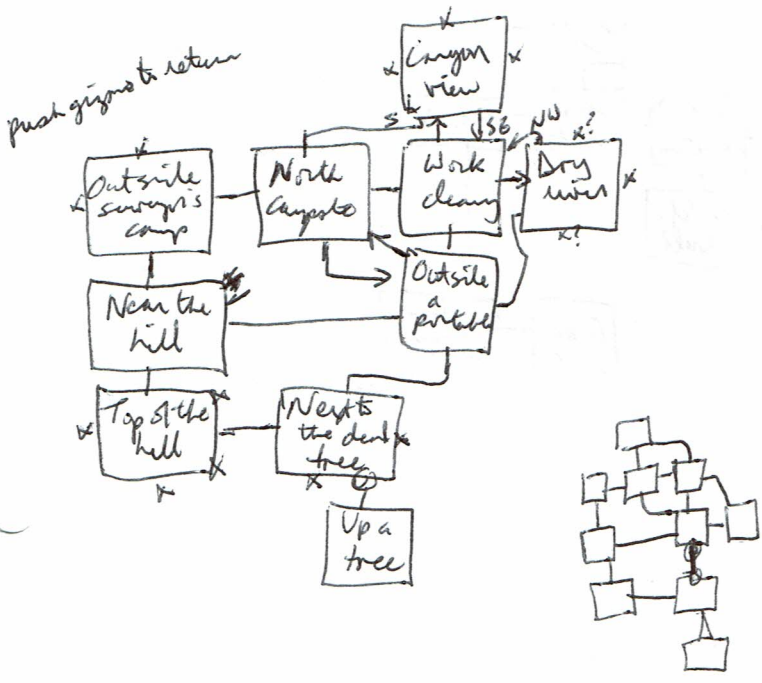 push gizmo to return
Canyon
view
S
SE
NW
x?
Outside
surveyor's
camp
North
Campsite
Work
clearing
Dry
river
x?
Near the
hill
Outside
a
portable
Top of the
hill
Next to
the dead
tree
Up a
tree